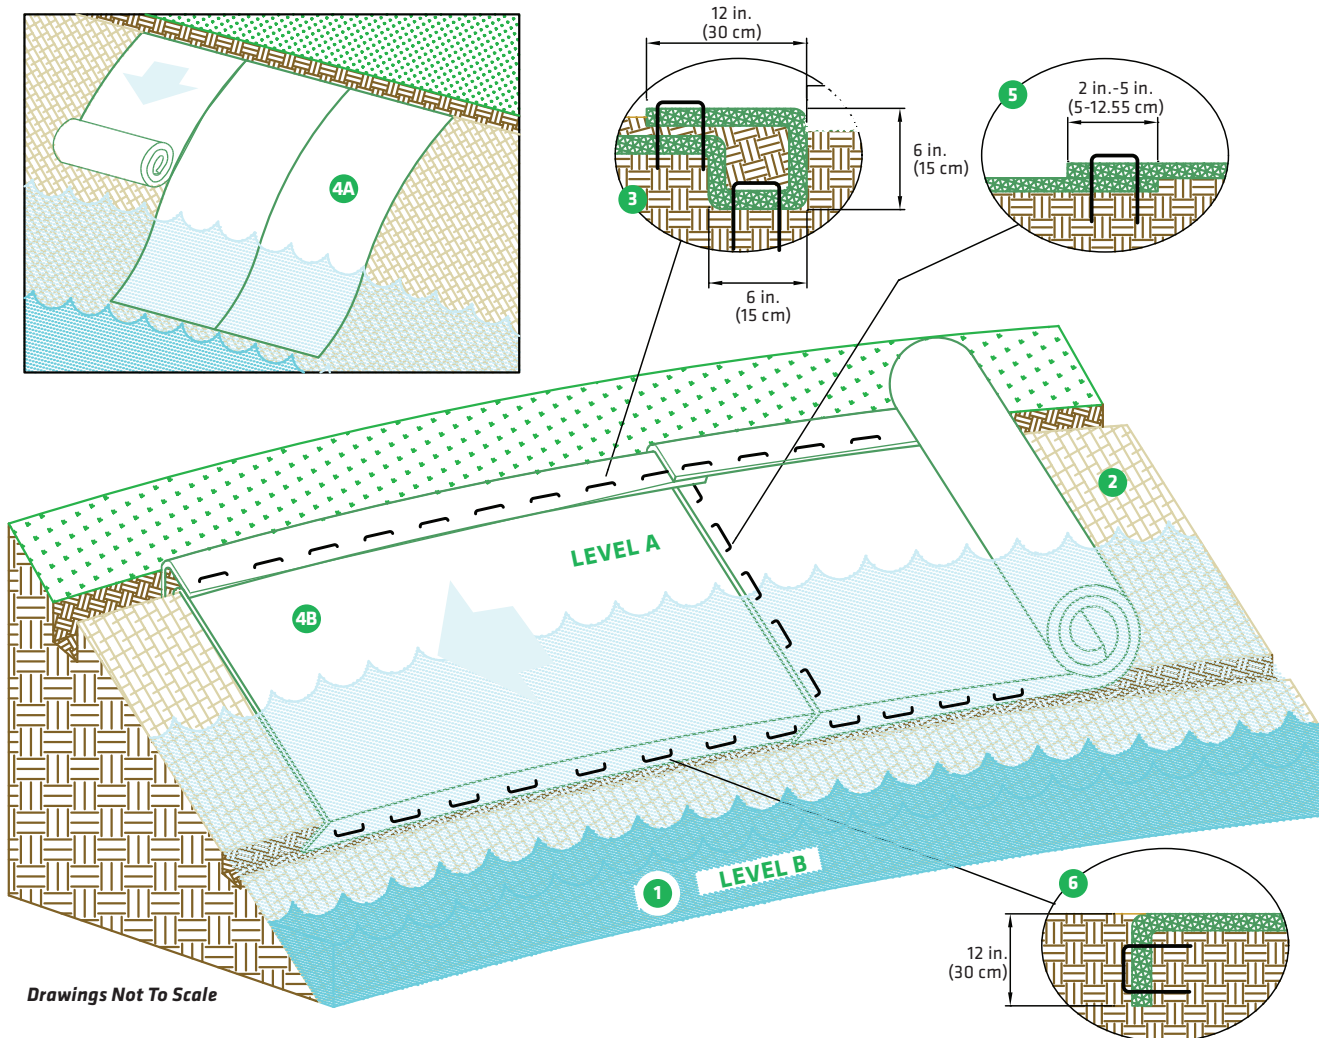 12 in.
(30 cm)
5
2 in.-5 in.
(5-12.55 cm)
6 in.
(15 cm)
4A
3
6 in.
(15 cm)
2
LEVEL A
4B
1
LEVEL B
6
12 in.
(30 cm)
Drawings Not To Scale